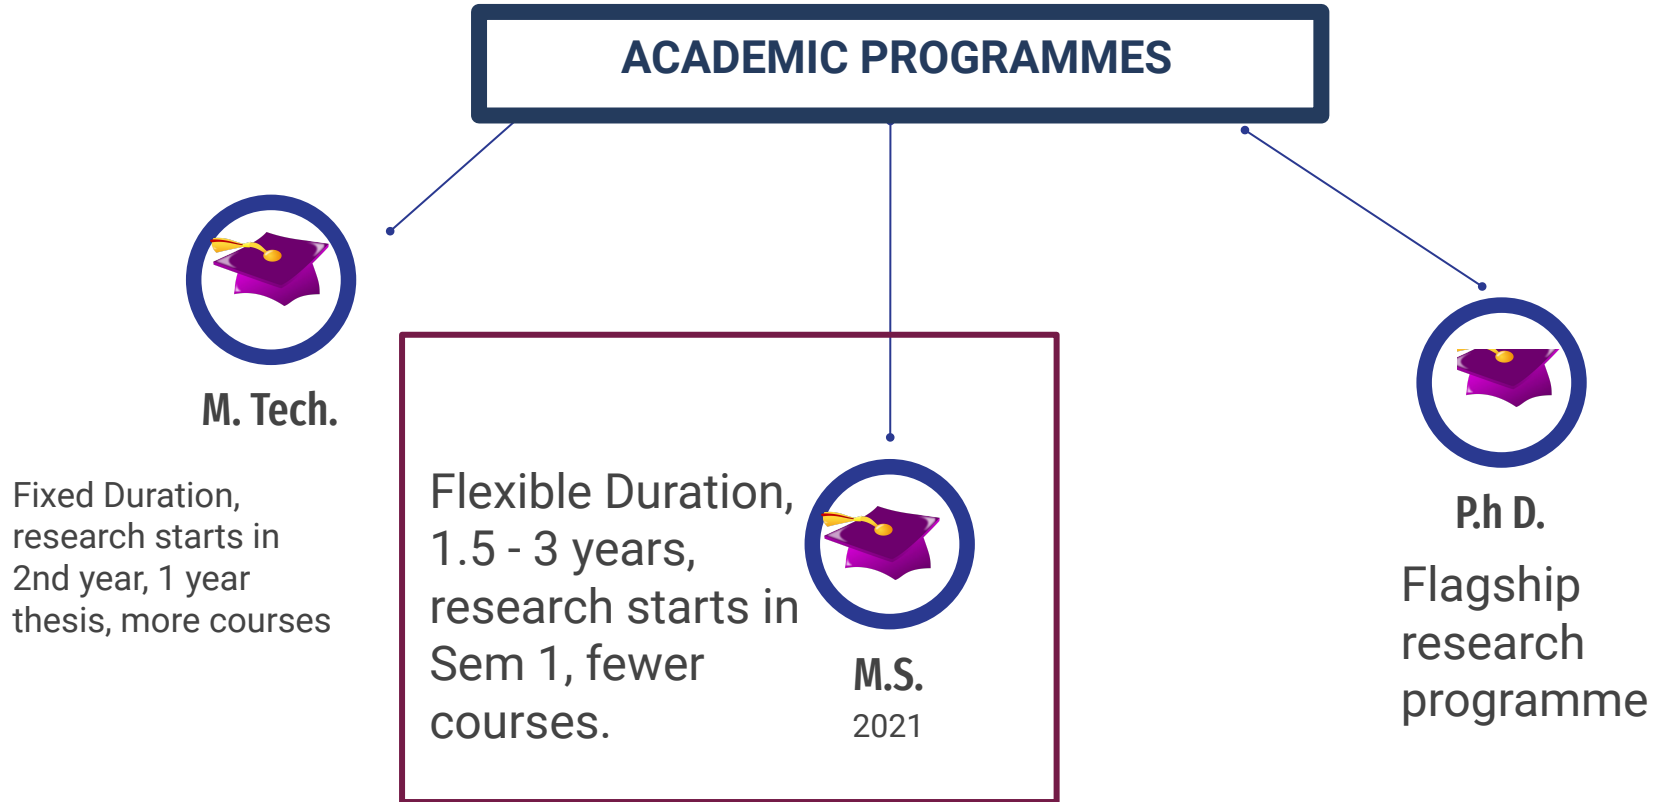 ACADEMIC PROGRAMMES
M. Tech.
Fixed Duration,
research starts in
2nd year, 1 year
thesis, more courses
Flexible Duration,
1.5 - 3 years,
research starts in
Sem 1, fewer
courses.
M.S.
2021
P.h D.
Flagship
research
programme